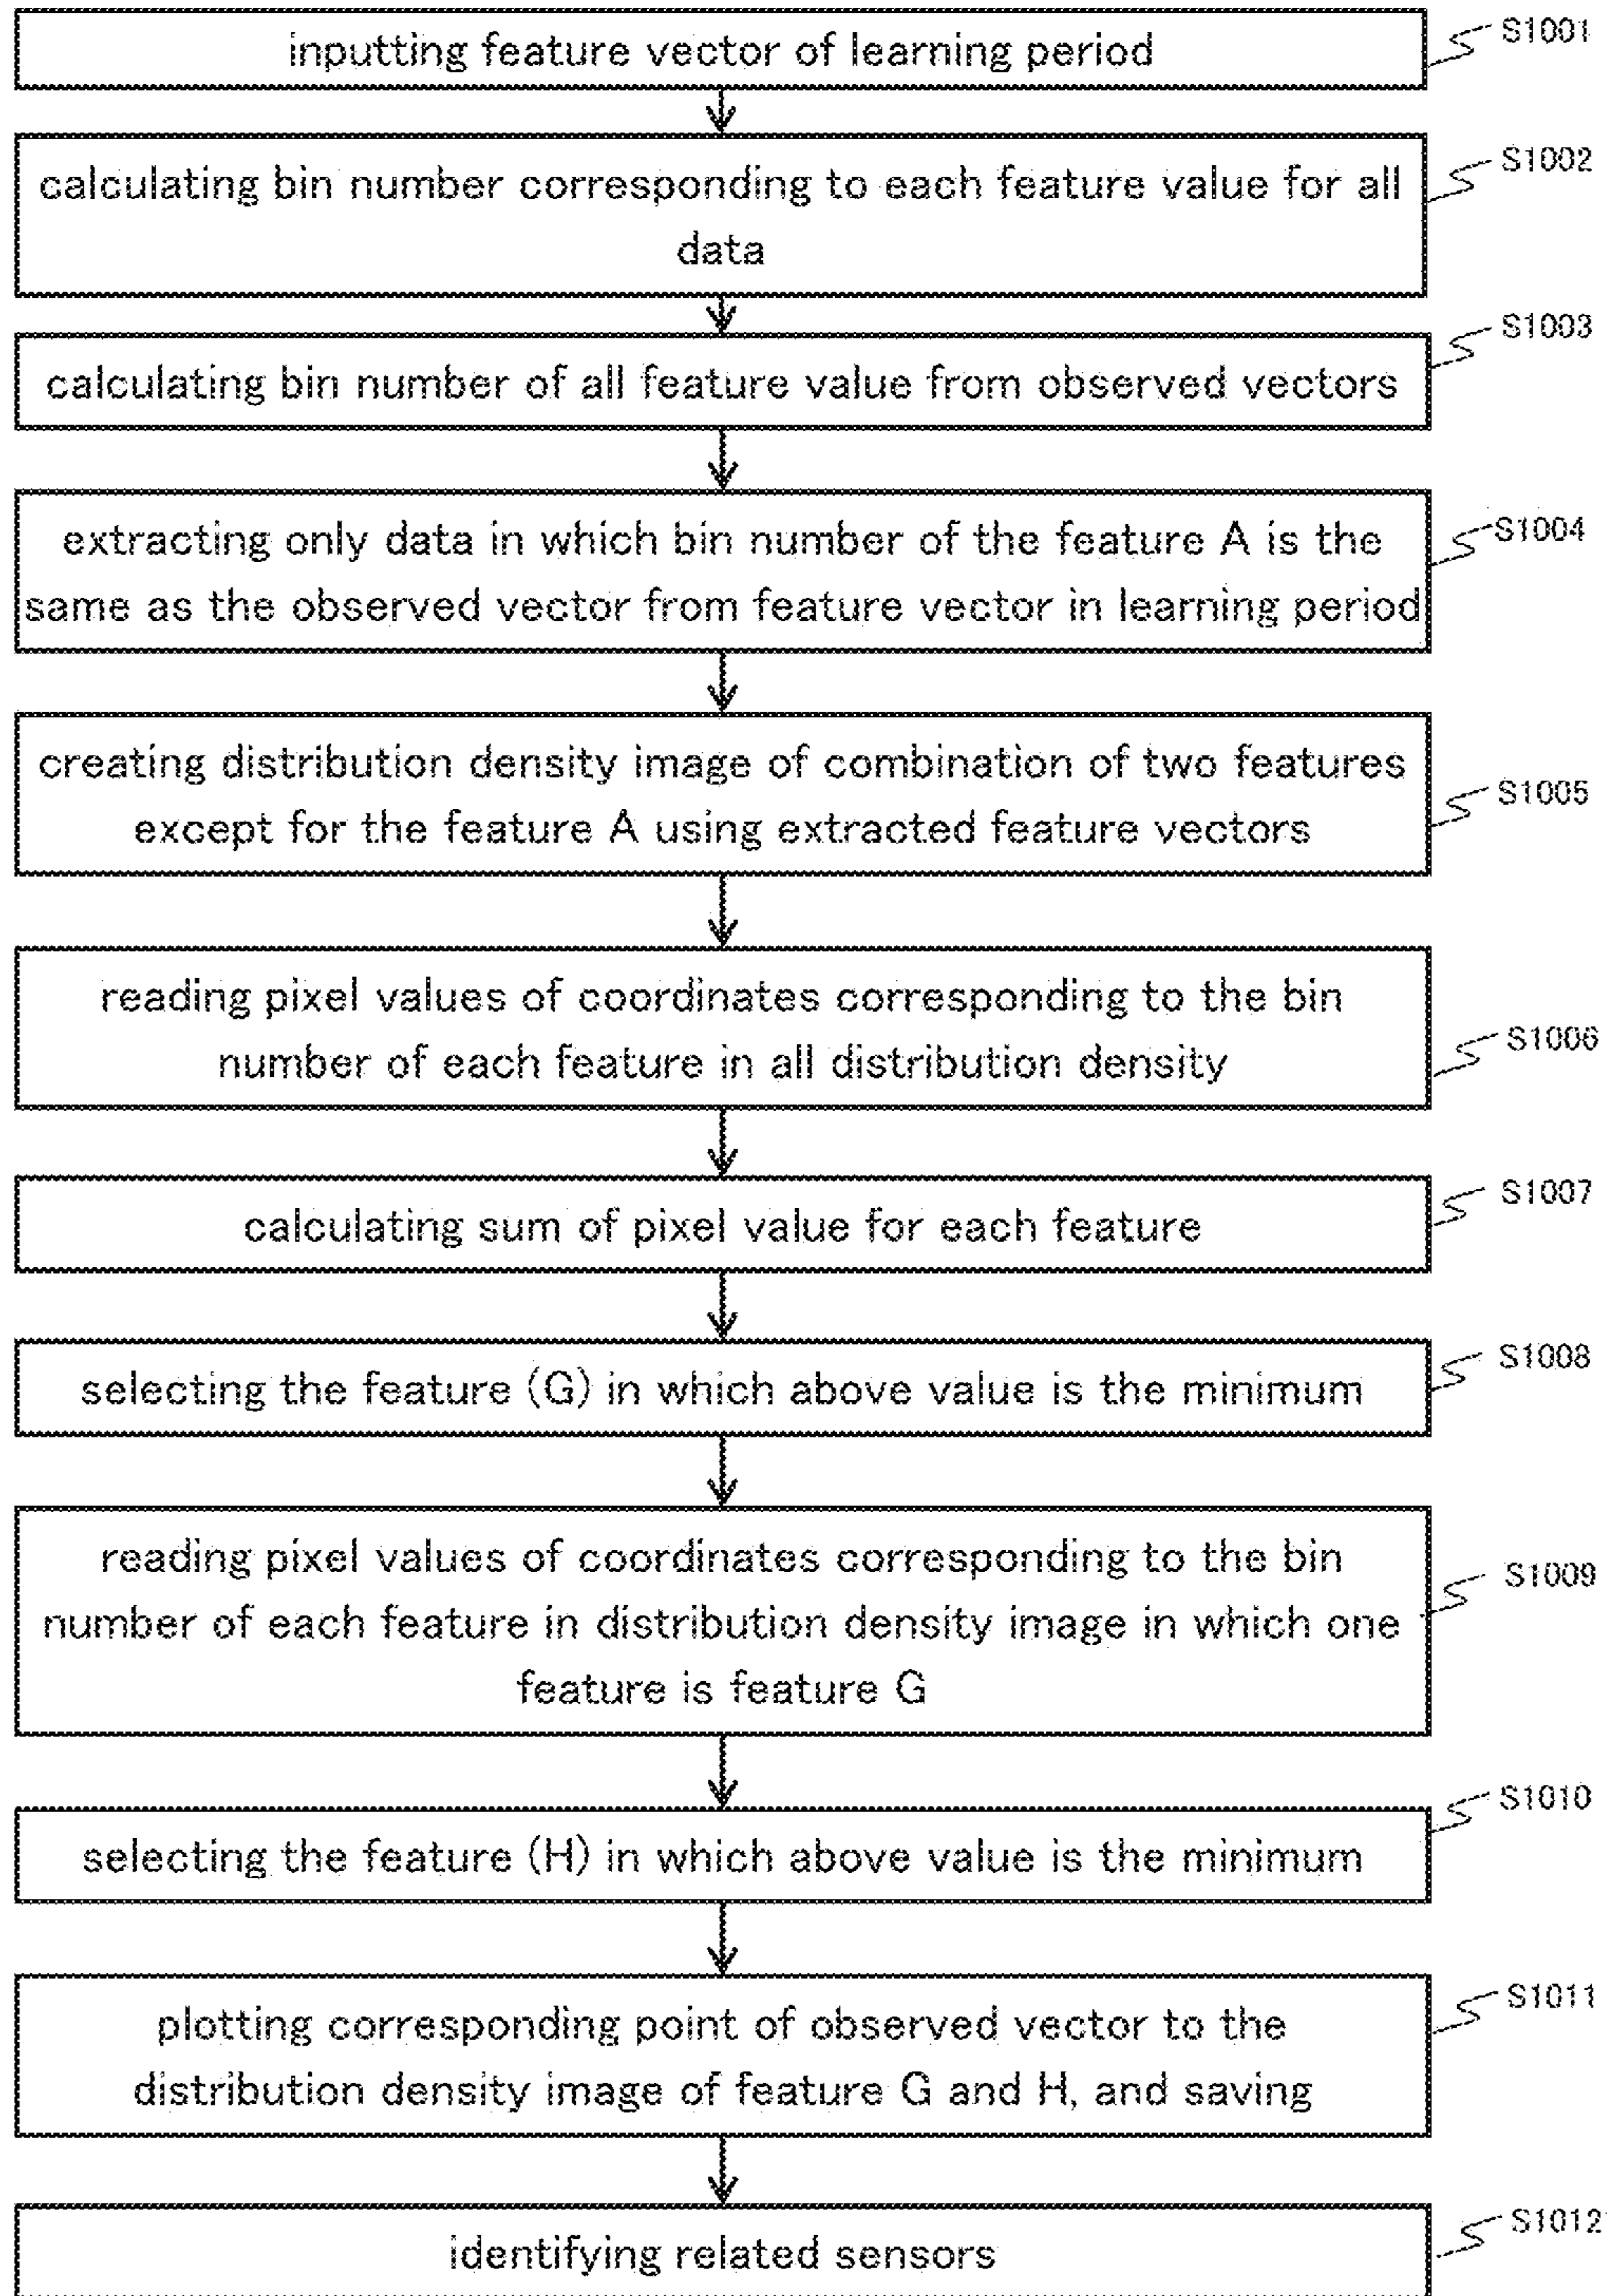 inputting feature vector of learning period
S1001
calculating bin number corresponding to each feature value for all
data
S1002
calculating bin number of all feature value from observed vectors
S1003
extracting only data in which bin number of the feature A is the
same as the observed vector from feature vector in learning period
S1004
creating distribution density image of combination of two features
except for the feature A using extracted feature vectors
S1005
reading pixel values of coordinates corresponding to the bin
number of each feature in all distribution density
S1006
calculating sum of pixel value for each feature
S1007
selecting the feature (G) in which above value is the minimum
S1008
reading pixel values of coordinates corresponding to the bin
number of each feature in distribution density image in which one
feature is feature G
S1009
selecting the feature (H) in which above value is the minimum
S1010
plotting corresponding point of observed vector to the
distribution density image of feature G and H, and saving
S1011
identifying related sensors
S1012